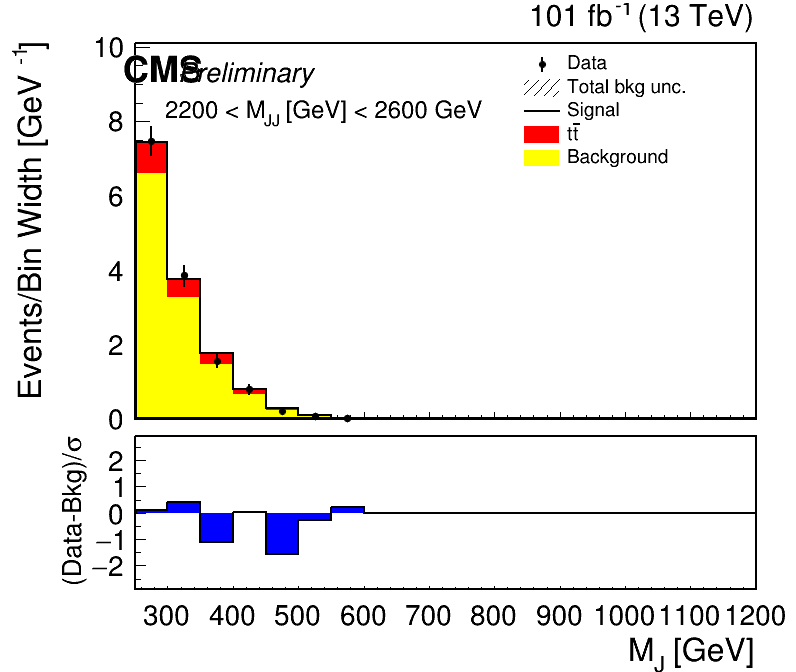 101 fb⁻¹ (13 TeV)
CMS Preliminary
2200 < M_JJ [GeV] < 2600 GeV
Data
Total bkg unc.
Signal
tt̄
Background
Events/Bin Width [GeV⁻¹]
10
8
6
4
2
0
(Data-Bkg)/σ
2
1
0
−1
−2
300 400 500 600 700 800 900 1000 1100 1200
M_J [GeV]